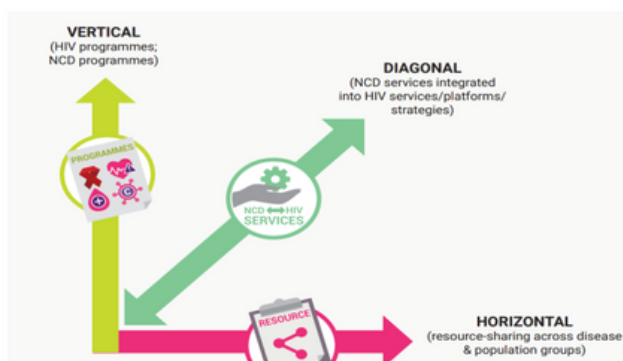 VERTICAL
(HIV programmes;
NCD programmes)
DIAGONAL
(NCD services integrated
into HIV services/platforms/
strategies)
PROGRAMMES
NCD HIV
SERVICES
RESOURCE
HORIZONTAL
(resource-sharing across disease
& population groups)